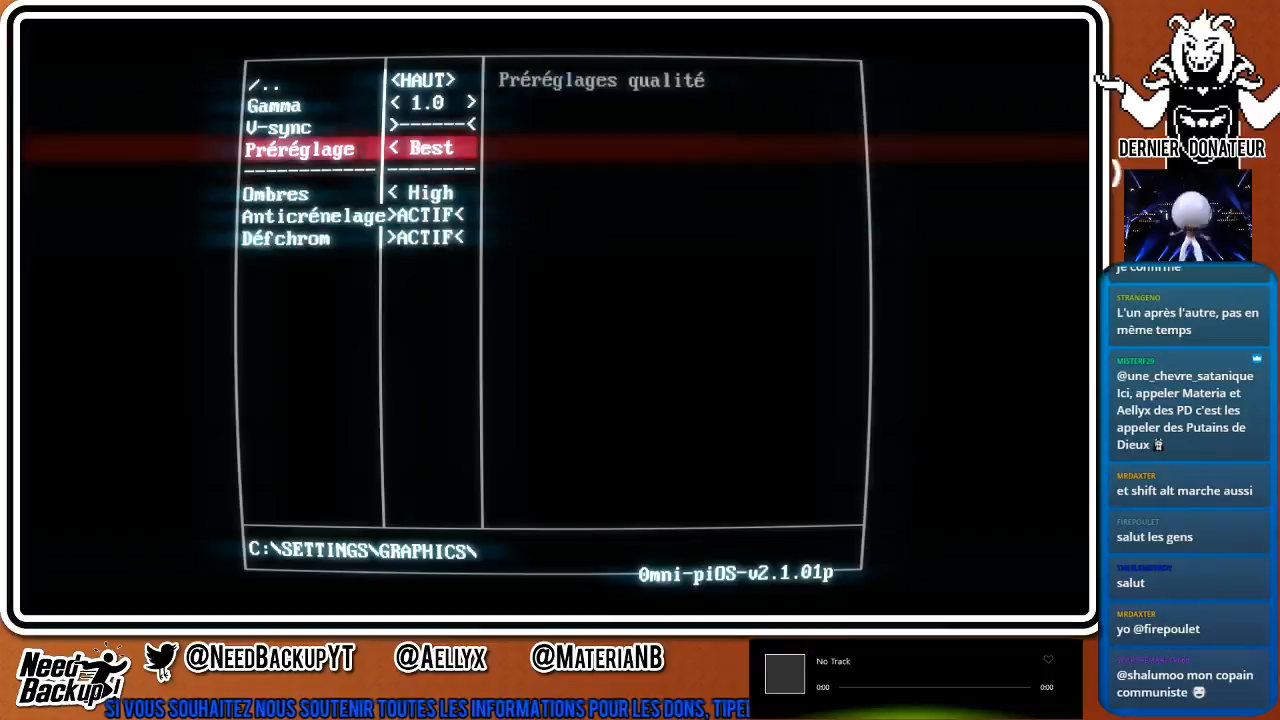 /..
<HAUT>
Gamma
< 1.0 >
V-sync
>------<
Préréglage
< Best
Ombres
< High
Anticrénelage
>ACTIF<
Défchrom
>ACTIF<
Préréglages qualité
C:\SETTINGS\GRAPHICS\
0mni-piOS-v2.1.01p
DERNIER DONATEUR
je confirme
STRANGENO
L'un après l'autre, pas en
même temps
MISTERF29
@une_chevre_satanique
Ici, appeler Materia et
Aellyx des PD c'est les
appeler des Putains de
Dieux
MRDAXTER
et shift alt marche aussi
FIREPOULET
salut les gens
salut
MRDAXTER
yo @firepoulet
@shalumoo mon copain
communiste
Need
Backup!
@NEEDBACKUPYT
@AELLYX
@MATERIANB
No Track
0:00
0:00
SI VOUS SOUHAITEZ NOUS SOUTENIR TOUTES LES INFORMATIONS POUR LES DONS, TIPE